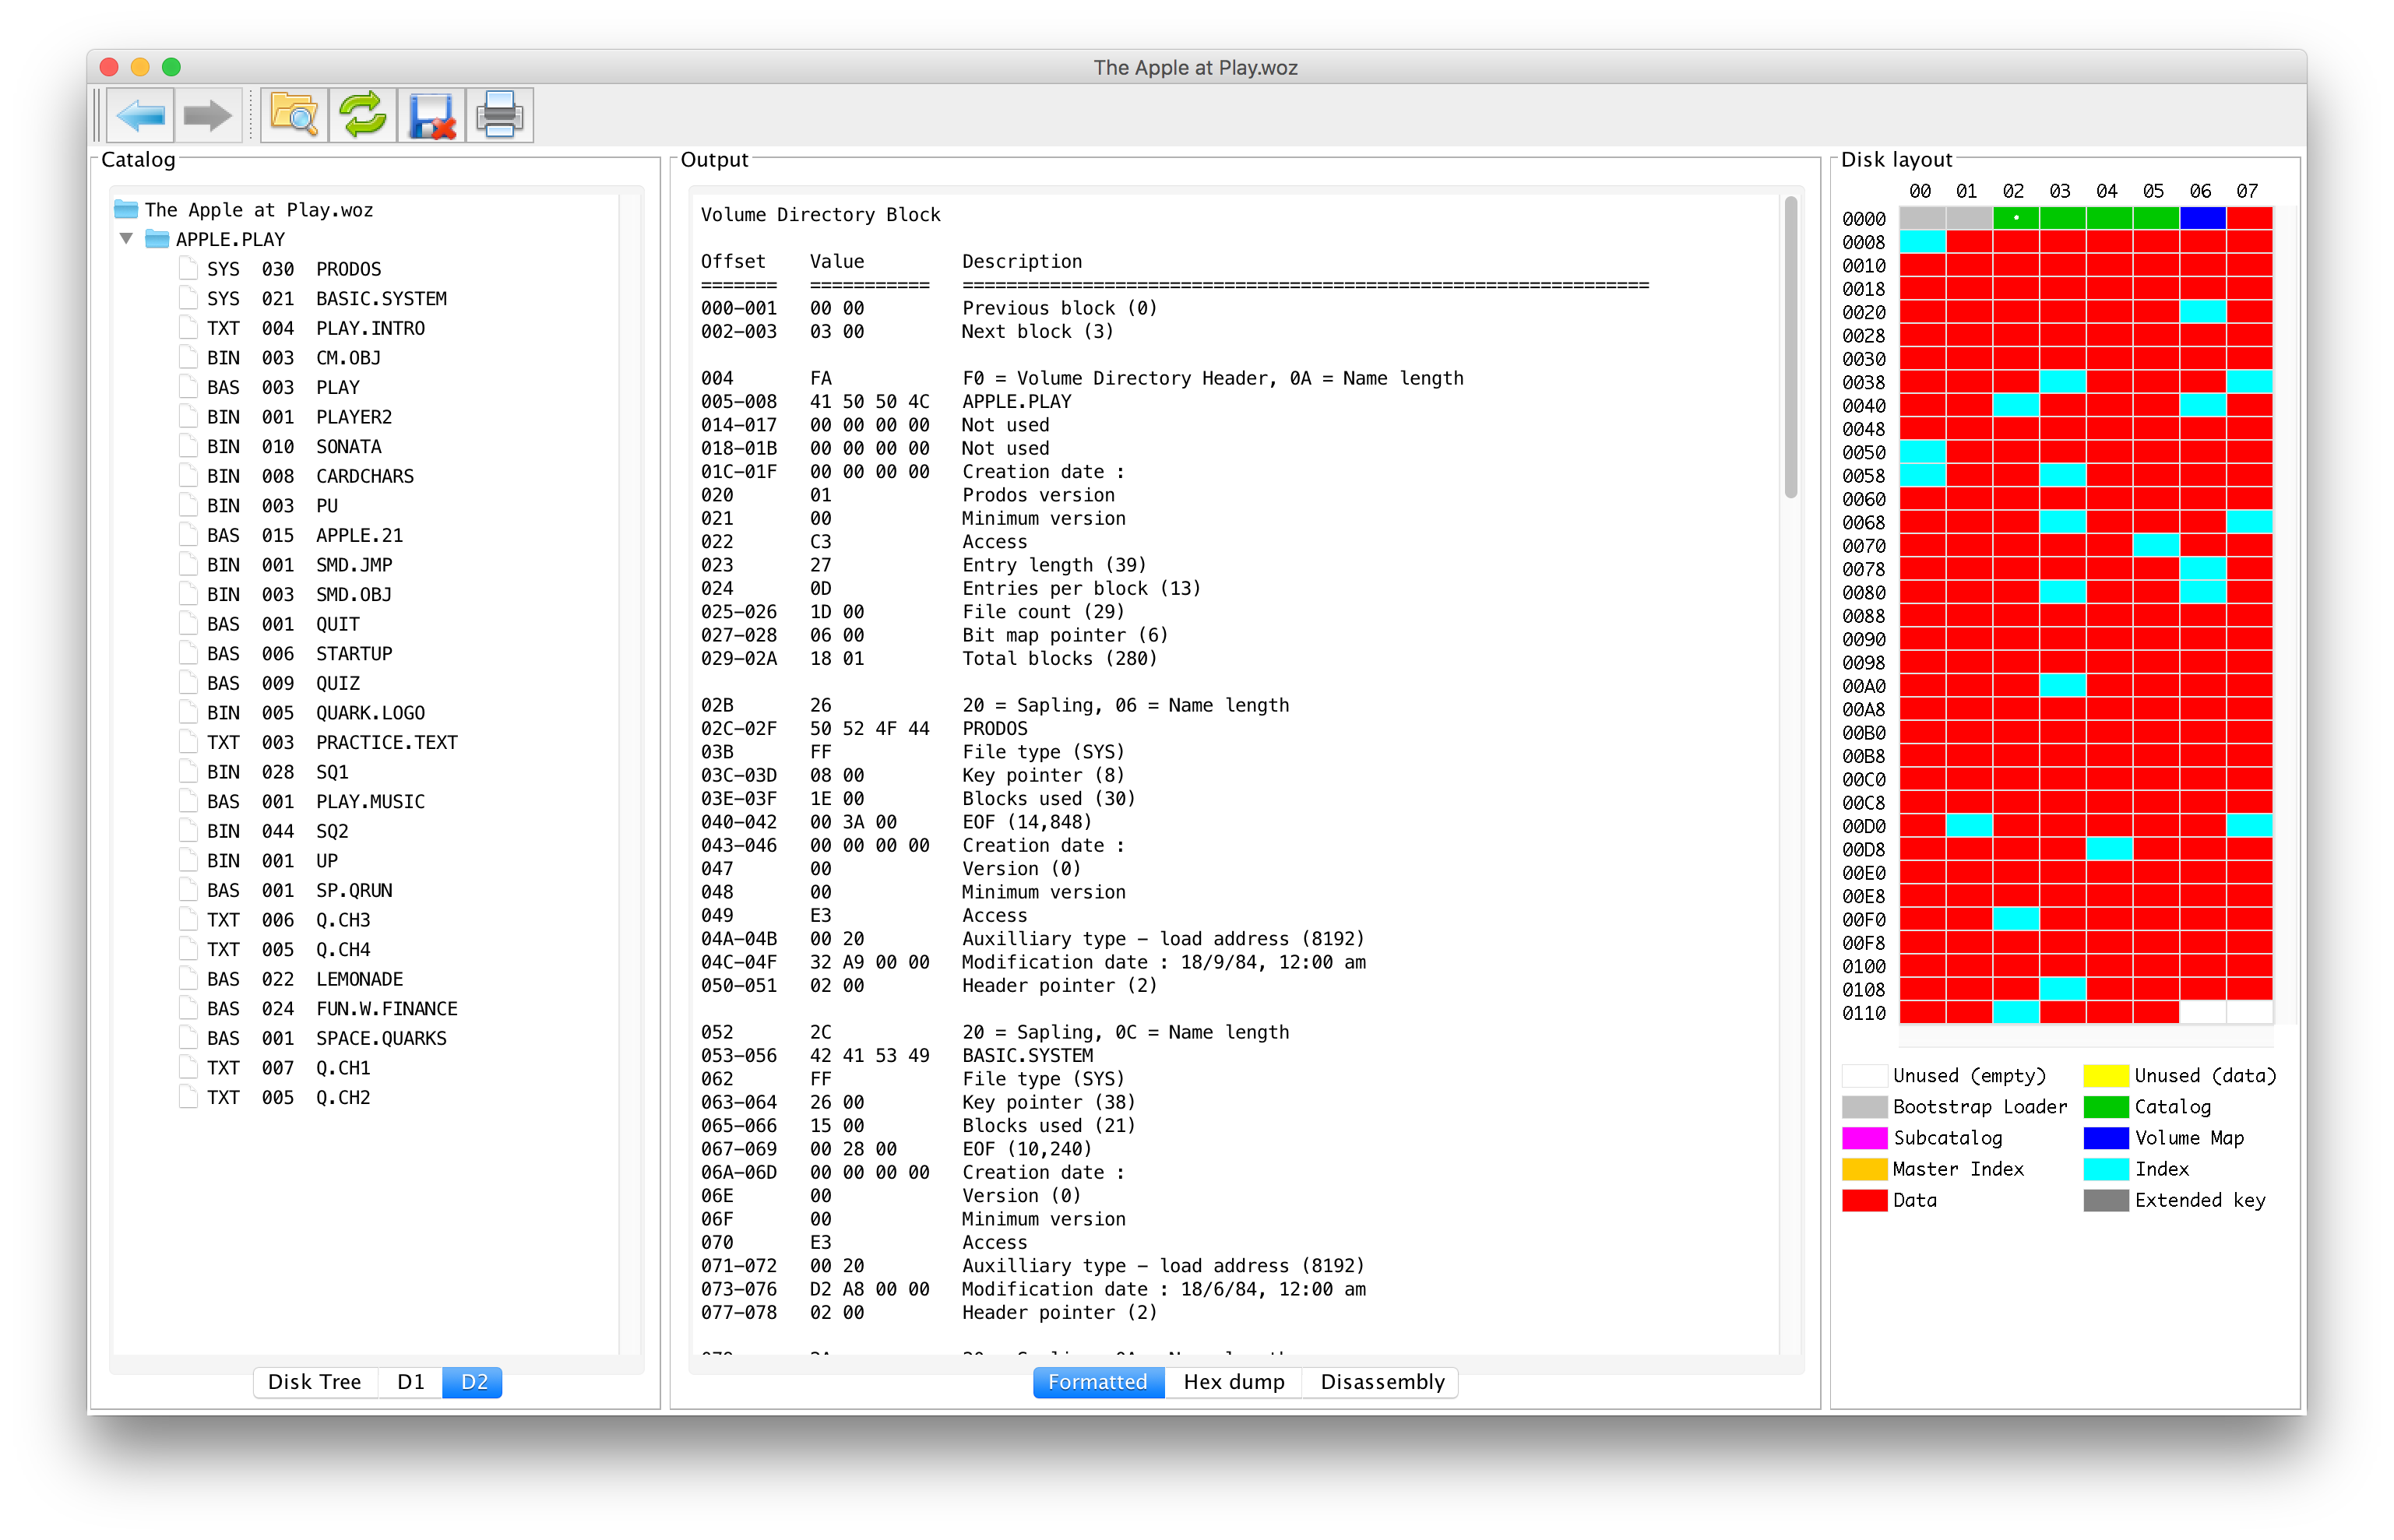 The Apple at Play.woz
Catalog
The Apple at Play.woz
APPLE.PLAY
SYS 030 PRODOS
SYS 021 BASIC.SYSTEM
TXT 004 PLAY.INTRO
BIN 003 CM.OBJ
BAS 003 PLAY
BIN 001 PLAYER2
BIN 010 SONATA
BIN 008 CARDCHARS
BIN 003 PU
BAS 015 APPLE.21
BIN 001 SMD.JMP
BIN 003 SMD.OBJ
BAS 001 QUIT
BAS 006 STARTUP
BAS 009 QUIZ
BIN 005 QUARK.LOGO
TXT 003 PRACTICE.TEXT
BIN 028 SQ1
BAS 001 PLAY.MUSIC
BIN 044 SQ2
BIN 001 UP
BAS 001 SP.QRUN
TXT 006 Q.CH3
TXT 005 Q.CH4
BAS 022 LEMONADE
BAS 024 FUN.W.FINANCE
BAS 001 SPACE.QUARKS
TXT 007 Q.CH1
TXT 005 Q.CH2
Disk Tree D1 D2
Output
Volume Directory Block
Offset Value Description
======= =========== ===============================================================
000-001 00 00 Previous block (0)
002-003 03 00 Next block (3)
004 FA F0 = Volume Directory Header, 0A = Name length
005-008 41 50 50 4C APPLE.PLAY
014-017 00 00 00 00 Not used
018-01B 00 00 00 00 Not used
01C-01F 00 00 00 00 Creation date :
020 01 Prodos version
021 00 Minimum version
022 C3 Access
023 27 Entry length (39)
024 0D Entries per block (13)
025-026 1D 00 File count (29)
027-028 06 00 Bit map pointer (6)
029-02A 18 01 Total blocks (280)
02B 26 20 = Sapling, 06 = Name length
02C-02F 50 52 4F 44 PRODOS
03B FF File type (SYS)
03C-03D 08 00 Key pointer (8)
03E-03F 1E 00 Blocks used (30)
040-042 00 3A 00 EOF (14,848)
043-046 00 00 00 00 Creation date :
047 00 Version (0)
048 00 Minimum version
049 E3 Access
04A-04B 00 20 Auxilliary type - load address (8192)
04C-04F 32 A9 00 00 Modification date : 18/9/84, 12:00 am
050-051 02 00 Header pointer (2)
052 2C 20 = Sapling, 0C = Name length
053-056 42 41 53 49 BASIC.SYSTEM
062 FF File type (SYS)
063-064 26 00 Key pointer (38)
065-066 15 00 Blocks used (21)
067-069 00 28 00 EOF (10,240)
06A-06D 00 00 00 00 Creation date :
06E 00 Version (0)
06F 00 Minimum version
070 E3 Access
071-072 00 20 Auxilliary type - load address (8192)
073-076 D2 A8 00 00 Modification date : 18/6/84, 12:00 am
077-078 02 00 Header pointer (2)
Formatted Hex dump Disassembly
Disk layout
00 01 02 03 04 05 06 07
0000
0008
0010
0018
0020
0028
0030
0038
0040
0048
0050
0058
0060
0068
0070
0078
0080
0088
0090
0098
00A0
00A8
00B0
00B8
00C0
00C8
00D0
00D8
00E0
00E8
00F0
00F8
0100
0108
0110
Unused (empty) Unused (data)
Bootstrap Loader Catalog
Subcatalog Volume Map
Master Index Index
Data Extended key